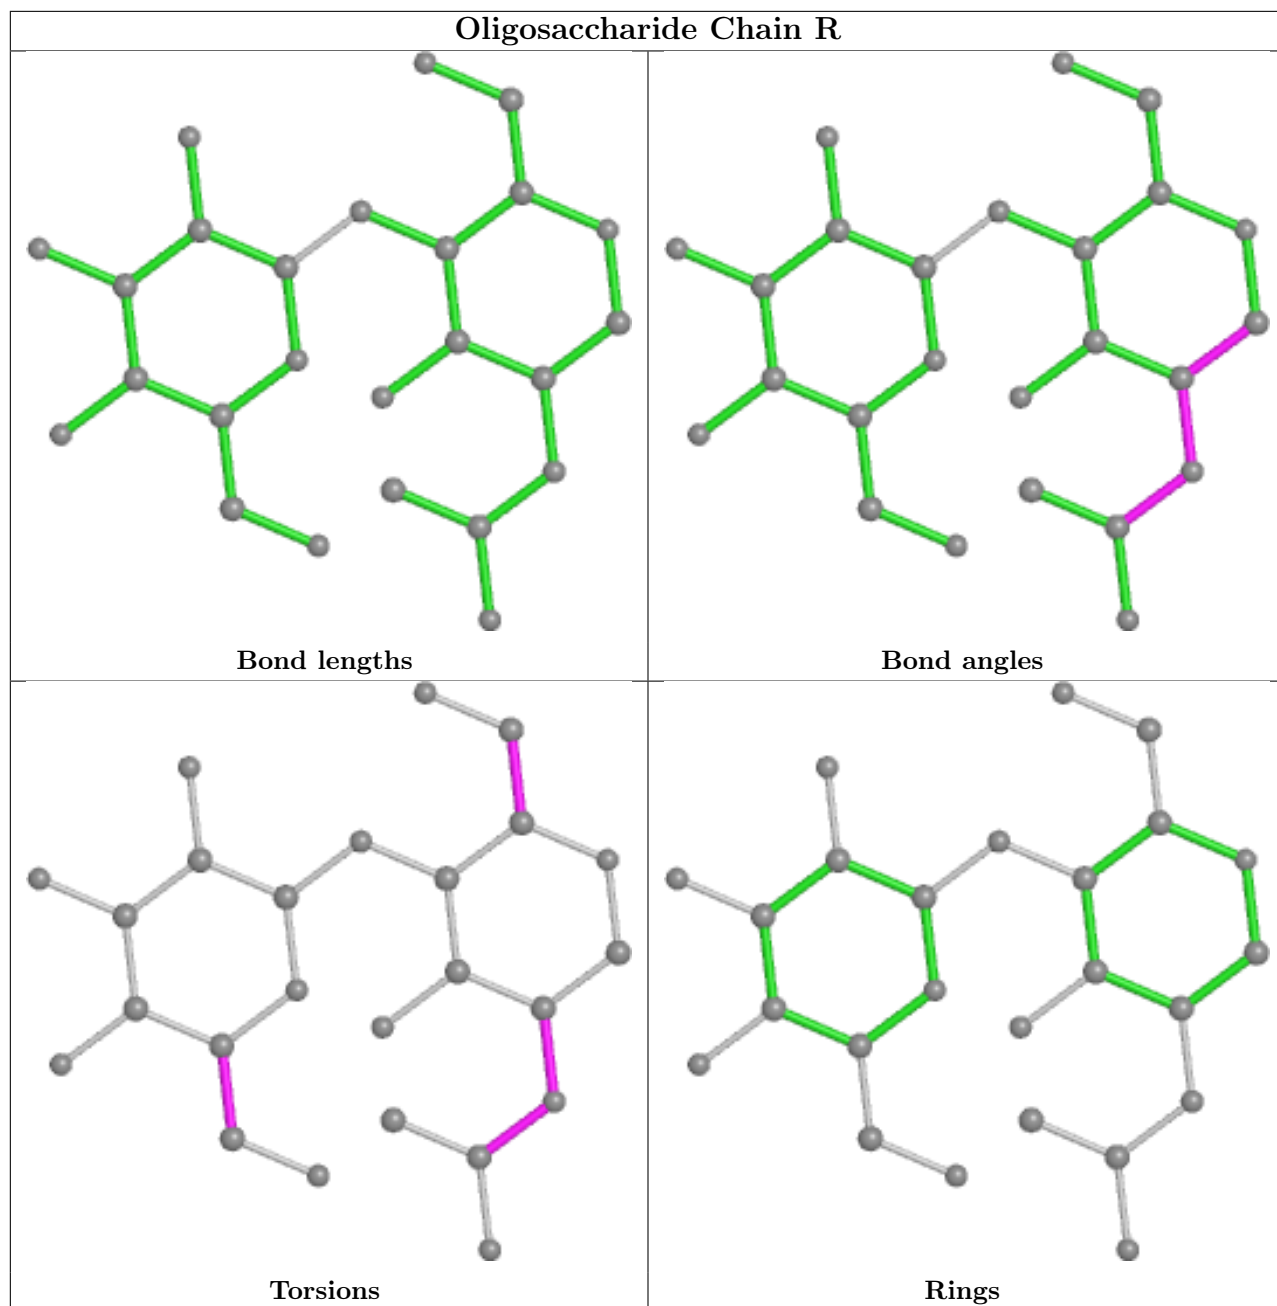 Oligosaccharide Chain R
Bond lengths
Bond angles
Torsions
Rings